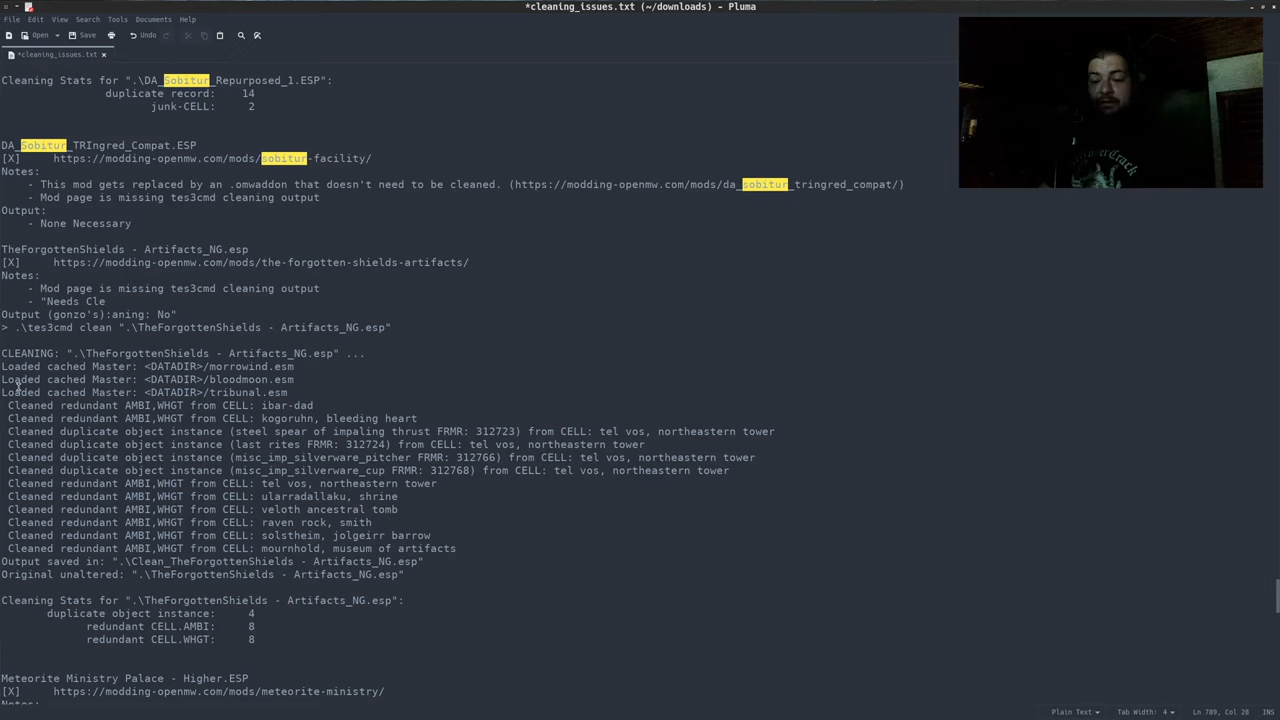 *cleaning_issues.txt (~/downloads) - Pluma
File Edit View Search Tools Documents Help
Open Save Undo
*cleaning_issues.txt
Cleaning Stats for ".\DA_Sobitur_Repurposed_1.ESP":
duplicate record: 14
junk-CELL: 2
DA_Sobitur_TRIngred_Compat.ESP
[X] https://modding-openmw.com/mods/sobitur-facility/
Notes:
- This mod gets replaced by an .omwaddon that doesn't need to be cleaned. (https://modding-openmw.com/mods/da_sobitur_tringred_compat/)
- Mod page is missing tes3cmd cleaning output
Output:
- None Necessary
TheForgottenShields - Artifacts_NG.esp
[X] https://modding-openmw.com/mods/the-forgotten-shields-artifacts/
Notes:
- Mod page is missing tes3cmd cleaning output
- "Needs Cle
Output (gonzo's):aning: No"
> .\tes3cmd clean ".\TheForgottenShields - Artifacts_NG.esp"
CLEANING: ".\TheForgottenShields - Artifacts_NG.esp" ...
Loaded cached Master: <DATADIR>/morrowind.esm
Loaded cached Master: <DATADIR>/bloodmoon.esm
Loaded cached Master: <DATADIR>/tribunal.esm
Cleaned redundant AMBI,WHGT from CELL: ibar-dad
Cleaned redundant AMBI,WHGT from CELL: kogoruhn, bleeding heart
Cleaned duplicate object instance (steel spear of impaling thrust FRMR: 312723) from CELL: tel vos, northeastern tower
Cleaned duplicate object instance (last rites FRMR: 312724) from CELL: tel vos, northeastern tower
Cleaned duplicate object instance (misc_imp_silverware_pitcher FRMR: 312766) from CELL: tel vos, northeastern tower
Cleaned duplicate object instance (misc_imp_silverware_cup FRMR: 312768) from CELL: tel vos, northeastern tower
Cleaned redundant AMBI,WHGT from CELL: tel vos, northeastern tower
Cleaned redundant AMBI,WHGT from CELL: ularradallaku, shrine
Cleaned redundant AMBI,WHGT from CELL: veloth ancestral tomb
Cleaned redundant AMBI,WHGT from CELL: raven rock, smith
Cleaned redundant AMBI,WHGT from CELL: solstheim, jolgeirr barrow
Cleaned redundant AMBI,WHGT from CELL: mournhold, museum of artifacts
Output saved in: ".\Clean_TheForgottenShields - Artifacts_NG.esp"
Original unaltered: ".\TheForgottenShields - Artifacts_NG.esp"
Cleaning Stats for ".\TheForgottenShields - Artifacts_NG.esp":
duplicate object instance: 4
redundant CELL.AMBI: 8
redundant CELL.WHGT: 8
Meteorite Ministry Palace - Higher.ESP
[X] https://modding-openmw.com/mods/meteorite-ministry/
Plain Text Tab Width: 4 Ln 789, Col 28 INS